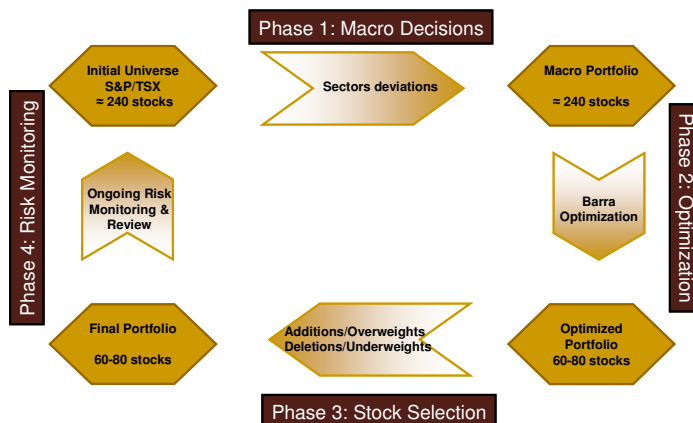 Phase 1: Macro Decisions
Initial Universe
S&P/TSX
≈ 240 stocks
Sectors deviations
Macro Portfolio
≈ 240 stocks
Phase 2: Optimization
Barra
Optimization
Optimized
Portfolio
60-80 stocks
Phase 3: Stock Selection
Additions/Overweights
Deletions/Underweights
Final Portfolio
60-80 stocks
Phase 4: Risk Monitoring
Ongoing Risk
Monitoring &
Review